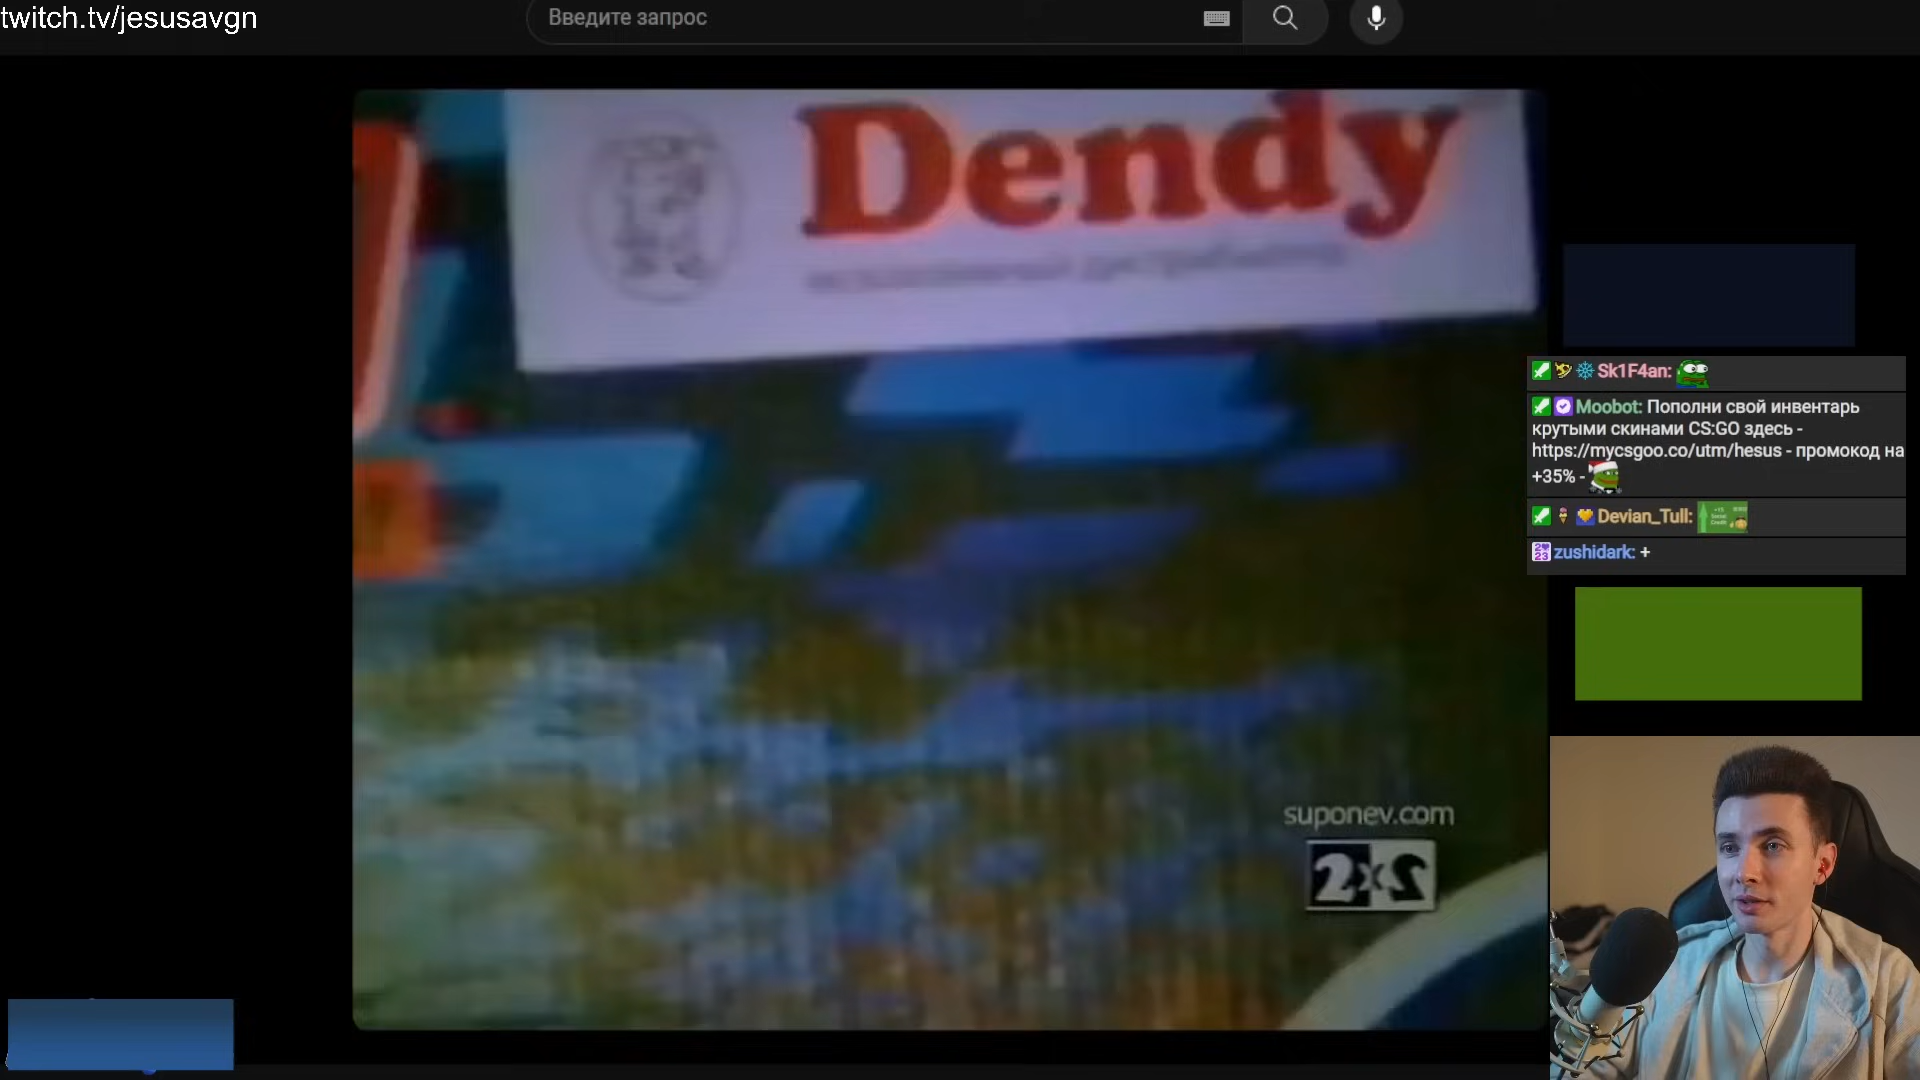 twitch.tv/jesusavgn
Введите запрос
Dendy
Sk1F4an:
Moobot: Пополни свой инвентарь
крутыми скинами CS:GO здесь -
https://mycsgoo.co/utm/hesus - промокод на
+35% -
Devian_Tull:
zushidark: +
suponev.com
2x2